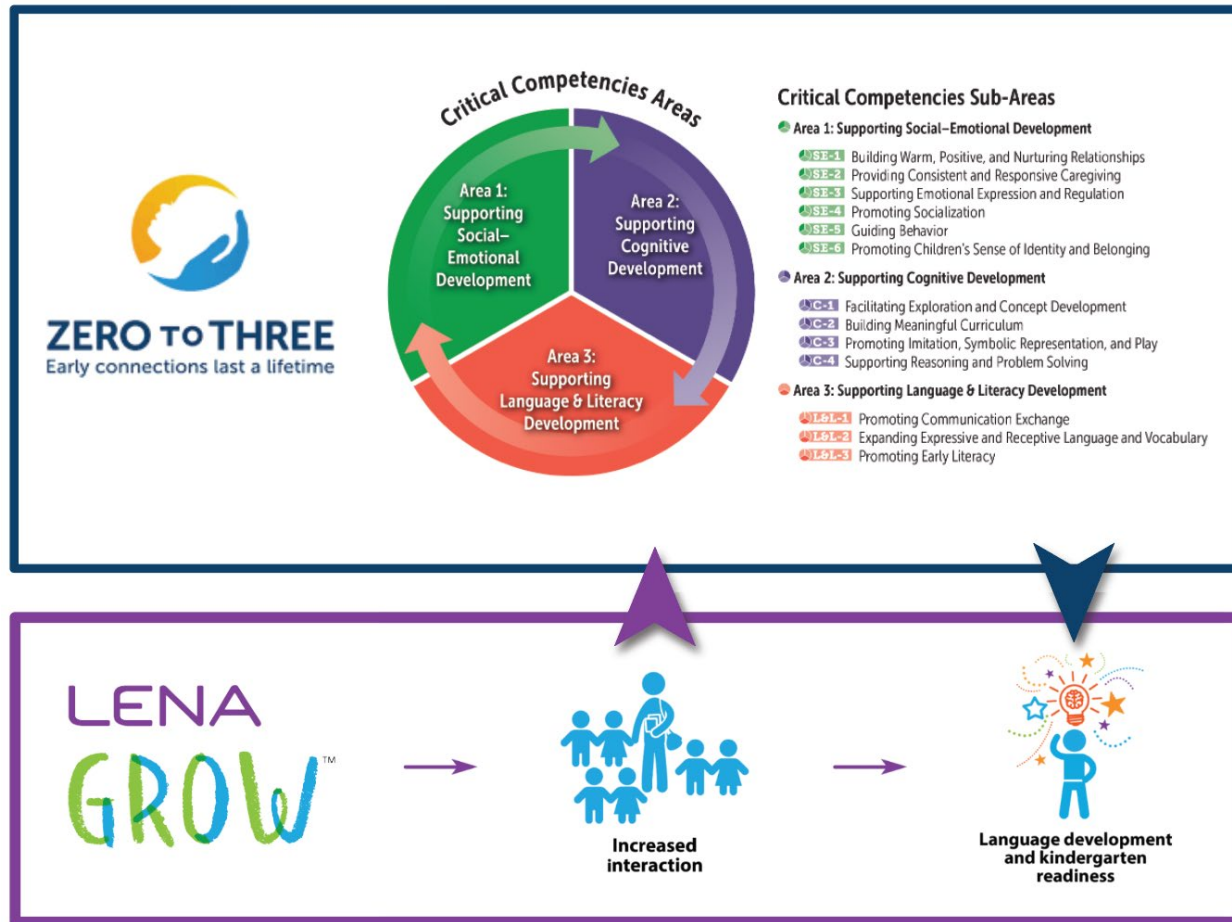 ZERO TO THREE
Early connections last a lifetime
Critical Competencies Areas
Area 1:
Supporting
Social–
Emotional
Development
Area 2:
Supporting
Cognitive
Development
Area 3:
Supporting
Language & Literacy
Development
Critical Competencies Sub-Areas
Area 1: Supporting Social–Emotional Development
SE-1 Building Warm, Positive, and Nurturing Relationships
SE-2 Providing Consistent and Responsive Caregiving
SE-3 Supporting Emotional Expression and Regulation
SE-4 Promoting Socialization
SE-5 Guiding Behavior
SE-6 Promoting Children's Sense of Identity and Belonging
Area 2: Supporting Cognitive Development
C-1 Facilitating Exploration and Concept Development
C-2 Building Meaningful Curriculum
C-3 Promoting Imitation, Symbolic Representation, and Play
C-4 Supporting Reasoning and Problem Solving
Area 3: Supporting Language & Literacy Development
L&L-1 Promoting Communication Exchange
L&L-2 Expanding Expressive and Receptive Language and Vocabulary
L&L-3 Promoting Early Literacy
LENA
GROW™
Increased
interaction
Language development
and kindergarten
readiness